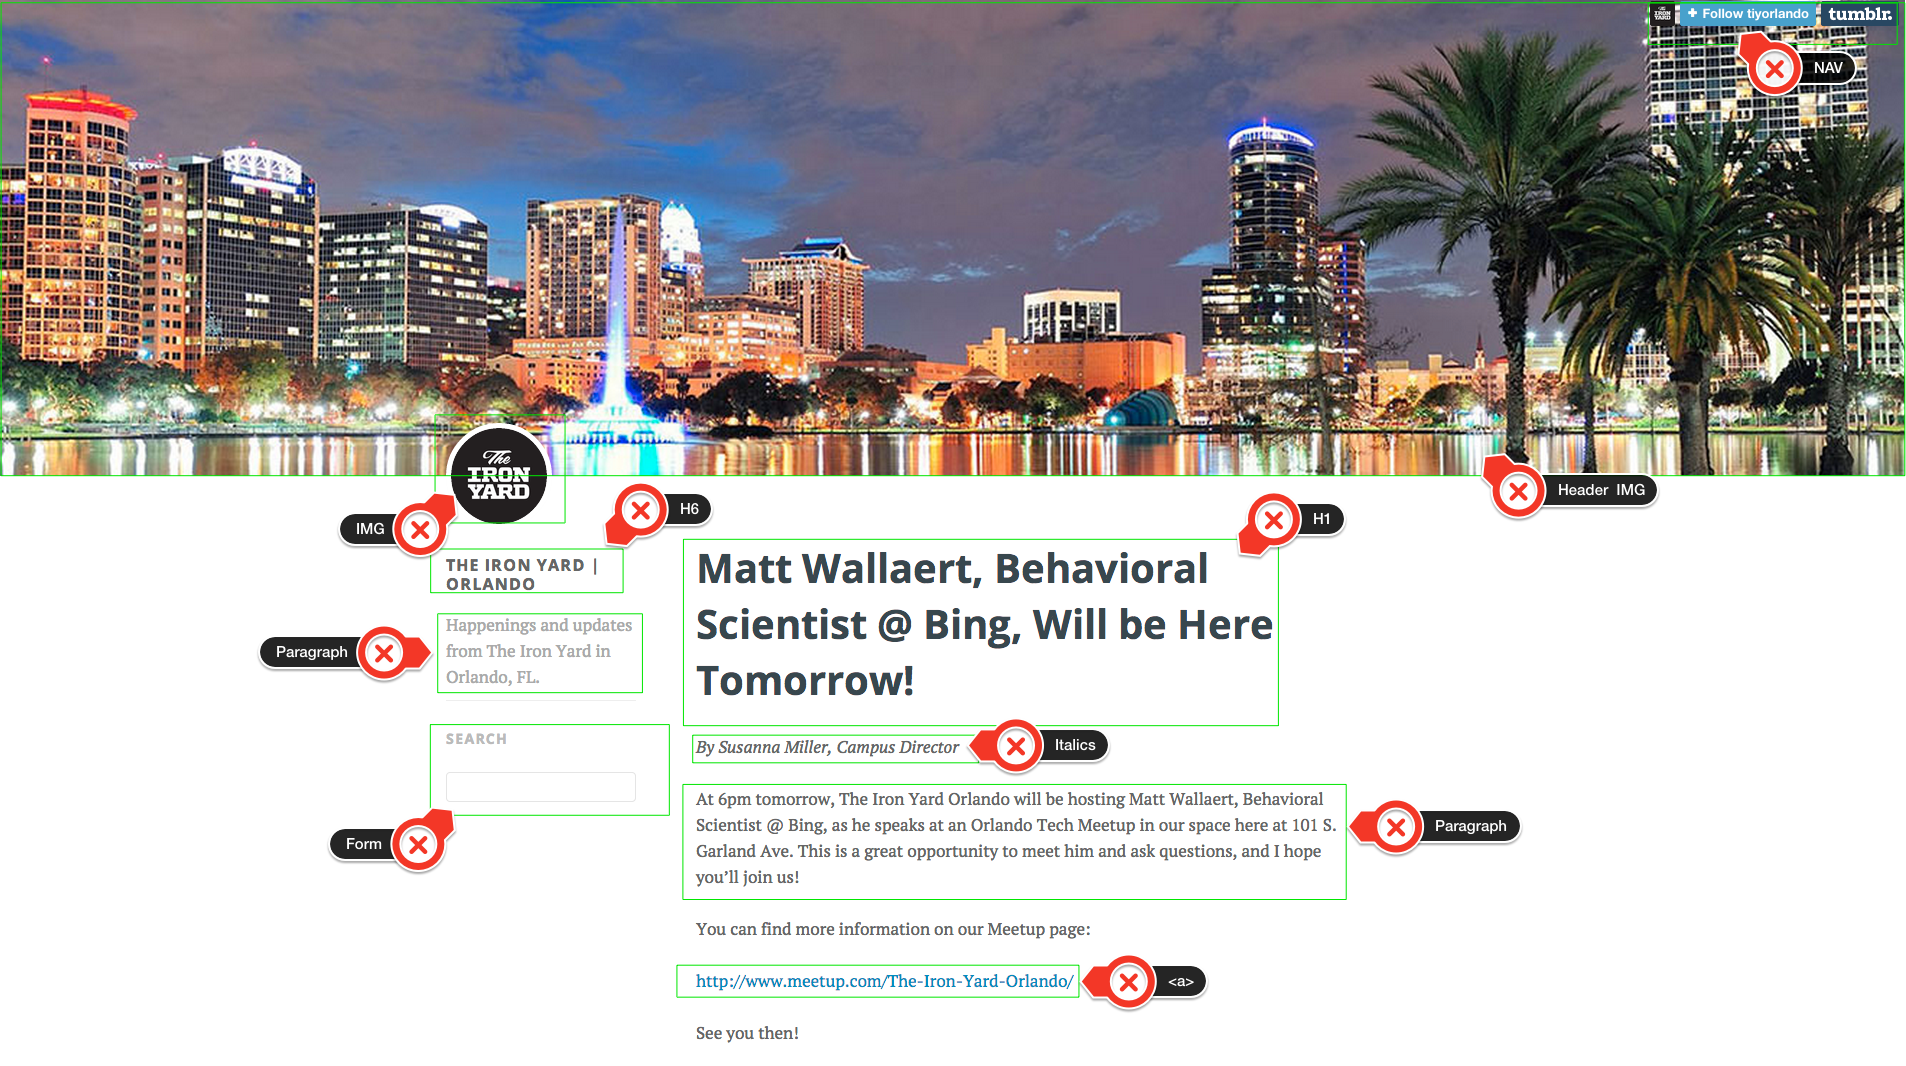 The IRON YARD
+ Follow tiyorlando
tumblr.
NAV
The
IRON
YARD
Header IMG
IMG
H6
H1
THE IRON YARD |
ORLANDO
Matt Wallaert, Behavioral
Scientist @ Bing, Will be Here
Tomorrow!
Paragraph
Happenings and updates
from The Iron Yard in
Orlando, FL.
SEARCH
Form
By Susanna Miller, Campus Director
Italics
At 6pm tomorrow, The Iron Yard Orlando will be hosting Matt Wallaert, Behavioral
Scientist @ Bing, as he speaks at an Orlando Tech Meetup in our space here at 101 S.
Garland Ave. This is a great opportunity to meet him and ask questions, and I hope
you’ll join us!
Paragraph
You can find more information on our Meetup page:
http://www.meetup.com/The-Iron-Yard-Orlando/
<a>
See you then!